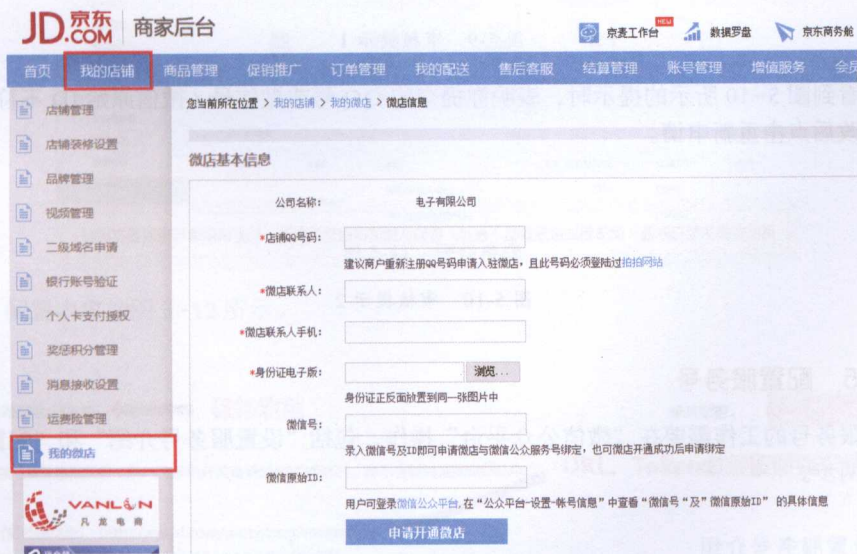 JD.京东
.COM 商家后台
京麦工作台 NEW 数据罗盘 京东商务舱
首页 我的店铺 商品管理 促销推广 订单管理 我的配送 售后客服 结算管理 账号管理 增值服务 会员
店铺管理
店铺装修设置
品牌管理
视频管理
二级域名申请
银行账号验证
个人卡支付授权
奖惩积分管理
消息接收设置
运费险管理
我的微店
VANLON
凡龙电商
您当前所在位置 > 我的店铺 > 我的微店 > 微店信息
微店基本信息
公司名称: 电子有限公司
*店铺QQ号码:
建议商户重新注册QQ号码申请入驻微店，且此号码必须登陆过拍拍网站
*微店联系人:
*微店联系人手机:
*身份证电子版: 浏览...
身份证正反面放置到同一张图片中
微信号:
录入微信号及ID即可申请微店与微信公众服务号绑定，也可微店开通成功后申请绑定
微信原始ID:
用户可登录微信公众平台,在“公众平台-设置-帐号信息”中查看“微信号“及”微信原始ID”的具体信息
申请开通微店